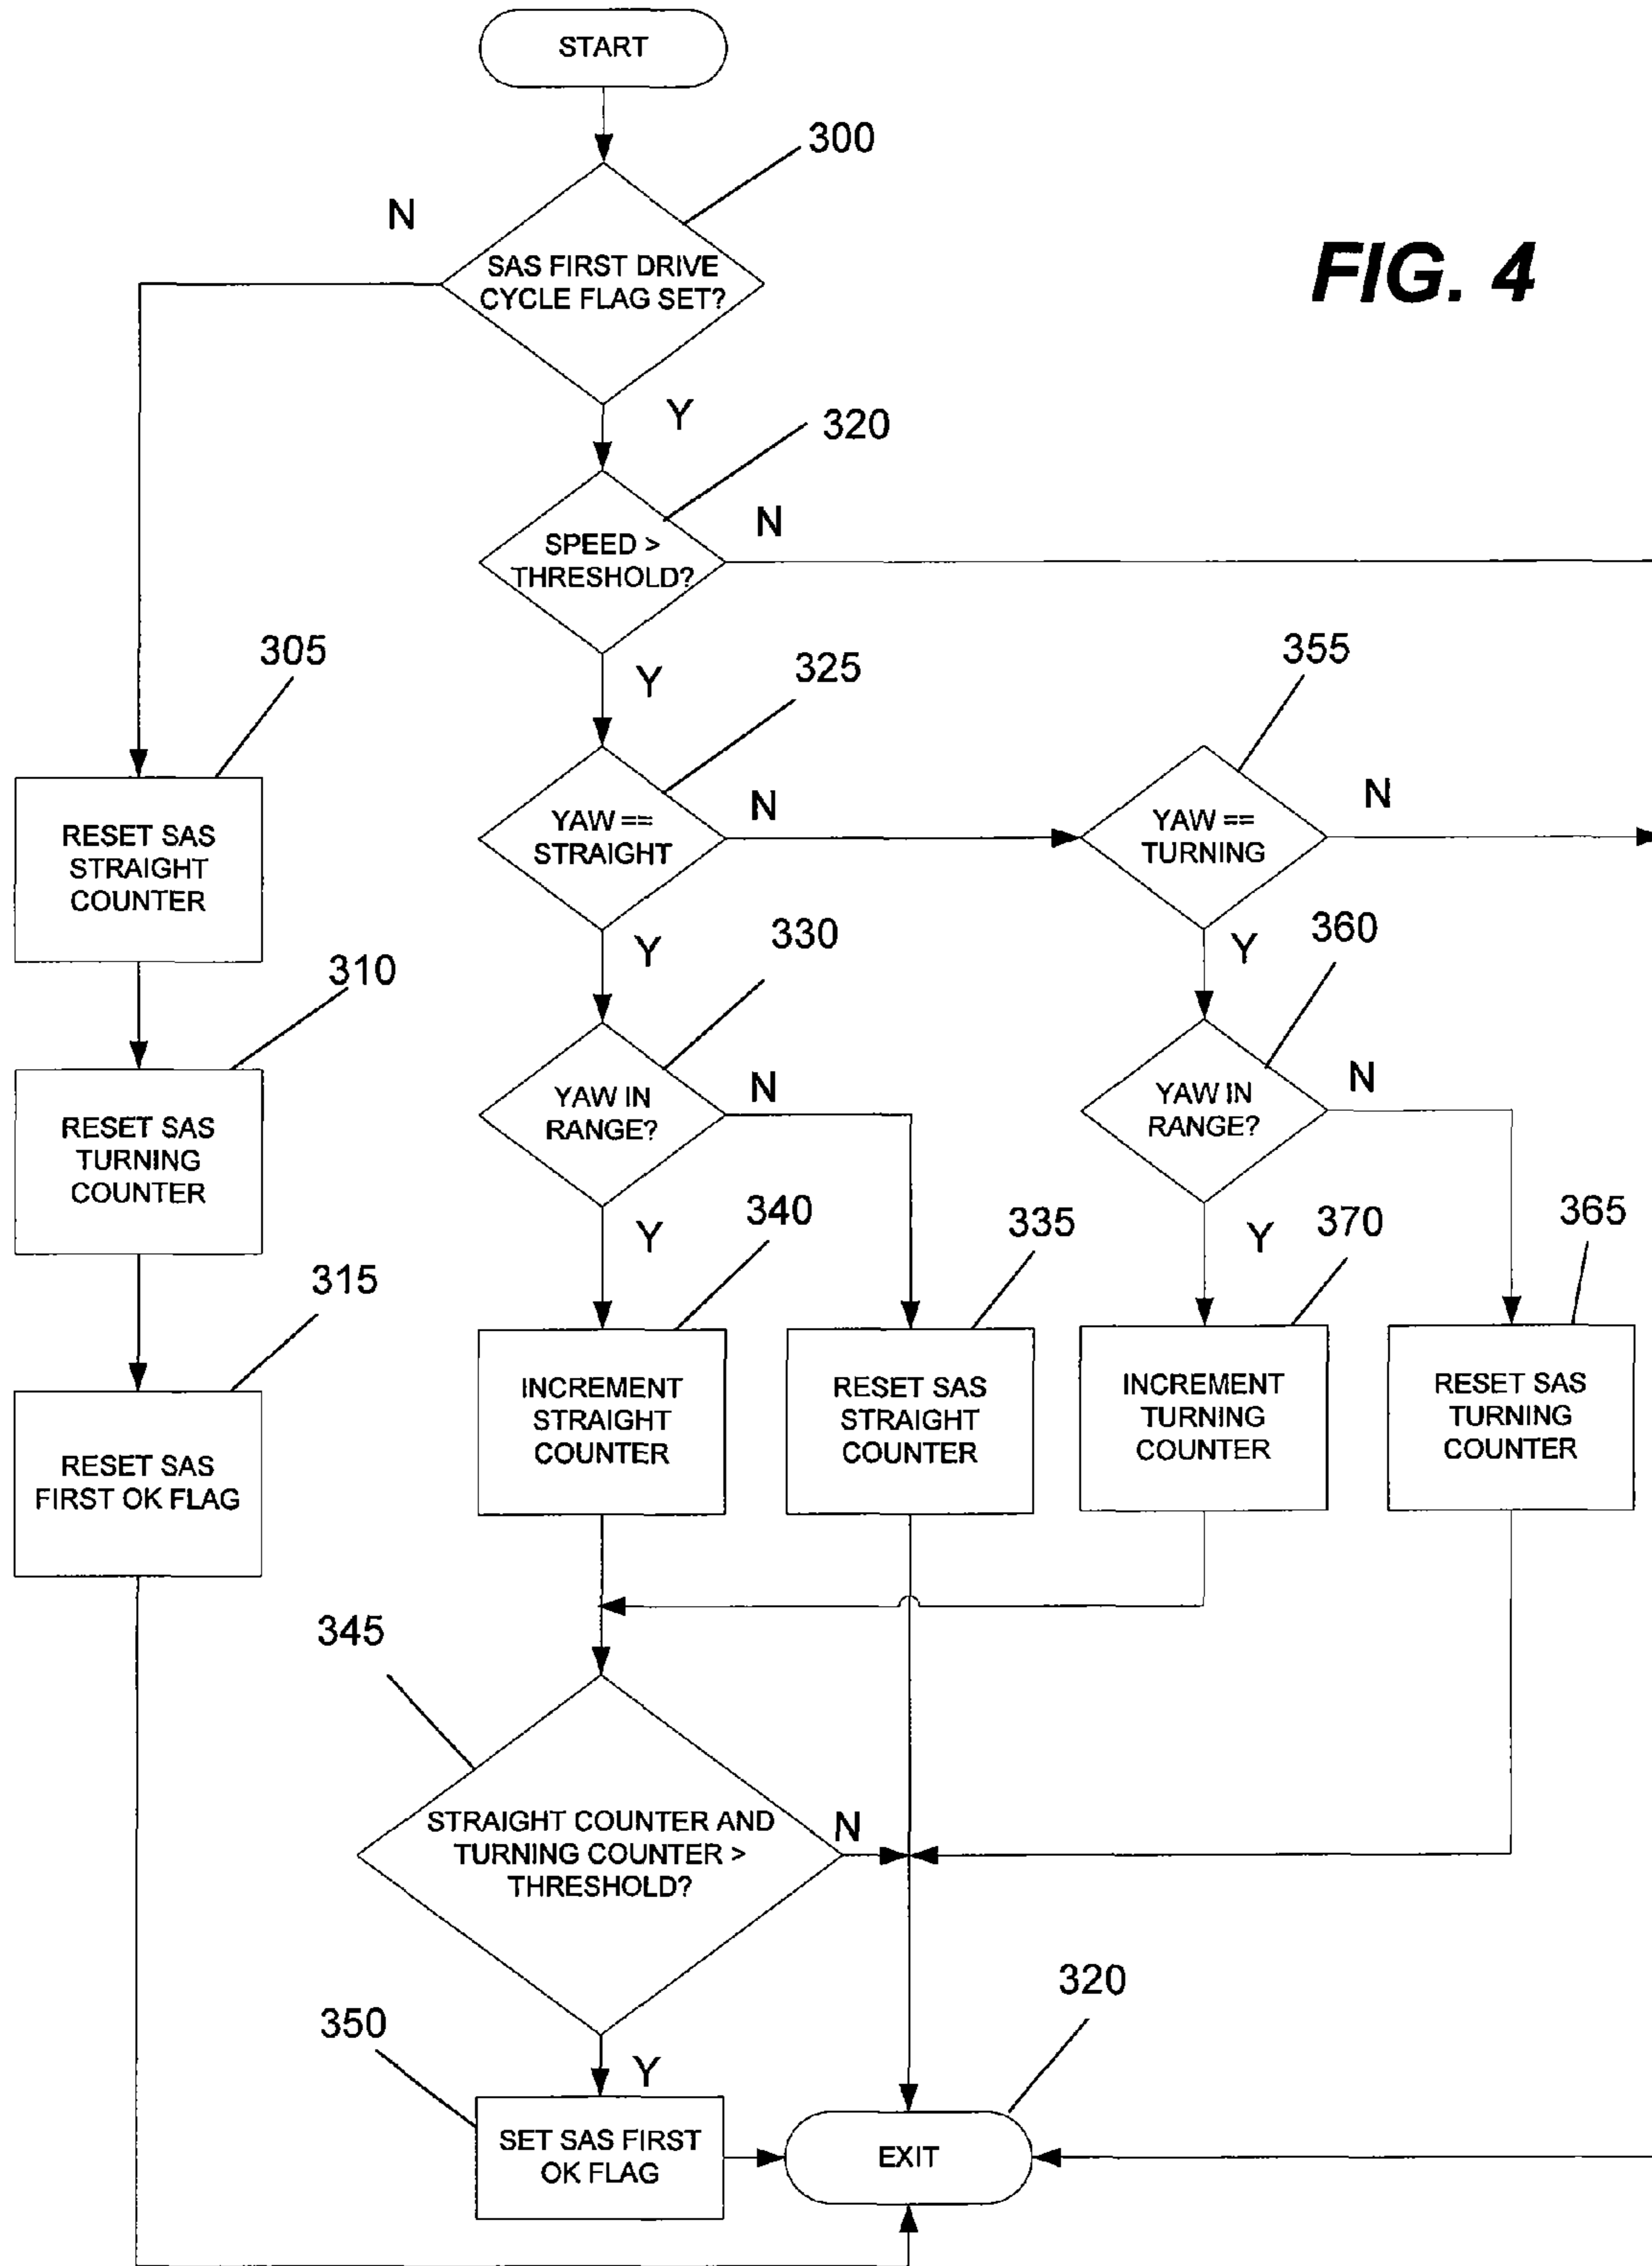 START
300
N
FIG. 4
SAS FIRST DRIVE
CYCLE FLAG SET?
Y
320
N
SPEED >
THRESHOLD?
305
Y
325
355
RESET SAS
STRAIGHT
COUNTER
YAW ==
STRAIGHT
N
YAW ==
TURNING
N
310
Y
330
Y
360
RESET SAS
TURNING
COUNTER
YAW IN
RANGE?
N
YAW IN
RANGE?
N
315
Y
340
335
Y
370
365
RESET SAS
FIRST OK FLAG
INCREMENT
STRAIGHT
COUNTER
RESET SAS
STRAIGHT
COUNTER
INCREMENT
TURNING
COUNTER
RESET SAS
TURNING
COUNTER
345
STRAIGHT COUNTER AND
TURNING COUNTER >
THRESHOLD?
N
350
Y
320
SET SAS FIRST
OK FLAG
EXIT